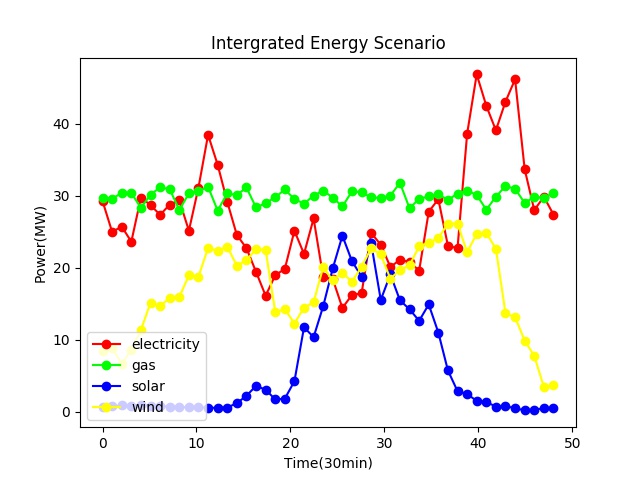 Intergrated Energy Scenario
Power(MW)
40
30
20
10
0
electricity
gas
solar
wind
0 10 20 30 40 50
Time(30min)